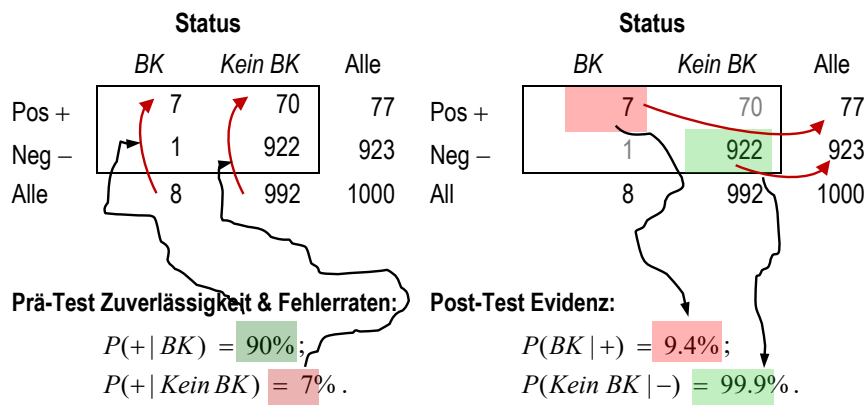 Status
BK Kein BK Alle
Pos + 7 70 77
Neg − 1 922 923
Alle 8 992 1000
Prä-Test Zuverlässigkeit & Fehlerraten:
P(+ | BK) = 90%;
P(+ | Kein BK) = 7%.
Status
BK Kein BK Alle
Pos + 7 70 77
Neg − 1 922 923
All 8 992 1000
Post-Test Evidenz:
P(BK | +) = 9.4%;
P(Kein BK | −) = 99.9%.